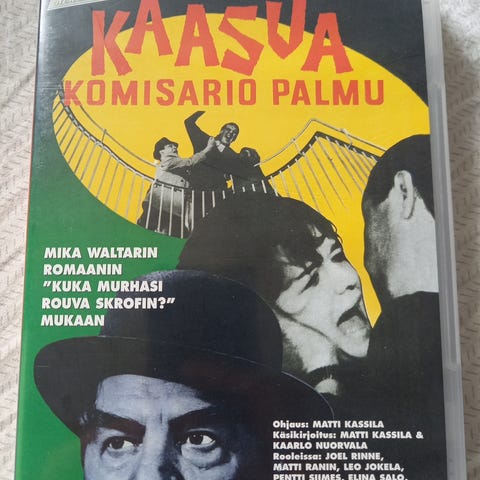 KAASUA
KOMISARIO PALMU
MIKA WALTARIN
ROMAANIN
”KUKA MURHASI
ROUVA SKROFIN?”
MUKAAN
Ohjaus: MATTI KASSILA
Käsikirjoitus: MATTI KASSILA &
KAARLO NUORVALA
Rooleissa: JOEL RINNE,
MATTI RANIN, LEO JOKELA,
PENTTI SIIMES, ELINA SALO,